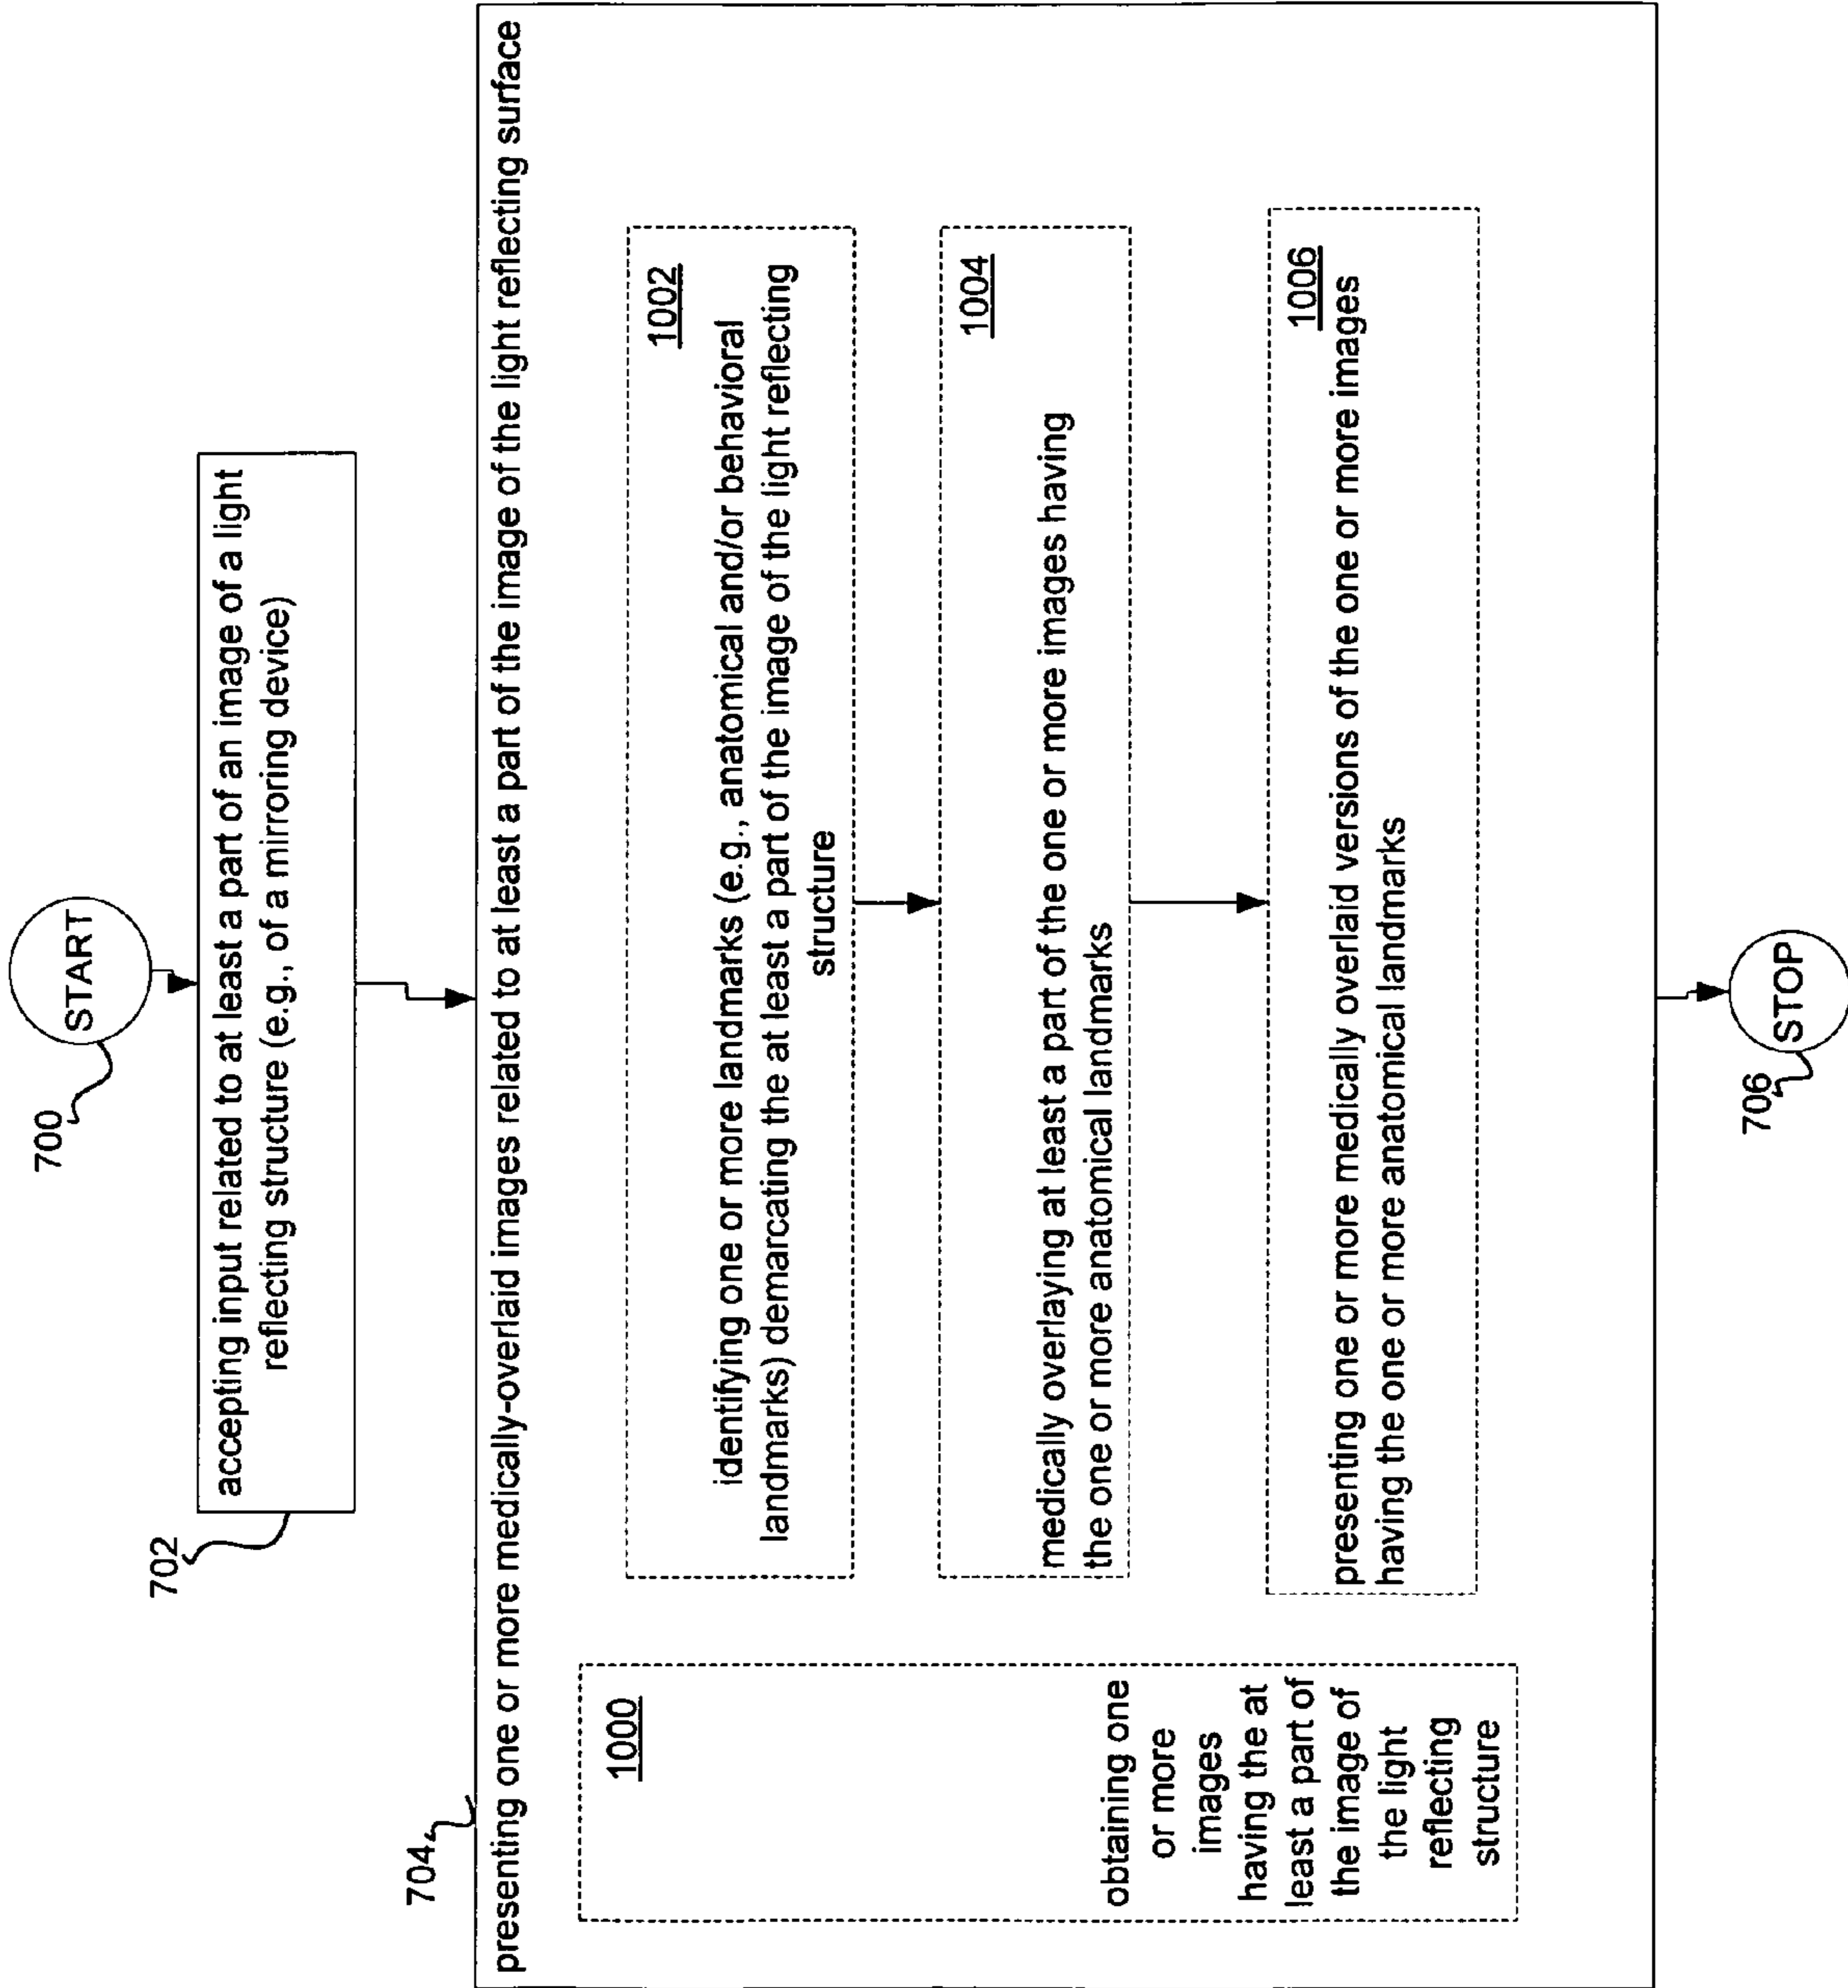 700
START
702
accepting input related to at least a part of an image of a light
reflecting structure (e.g., of a mirroring device)
704
presenting one or more medically-overlaid images related to at least a part of the image of the light reflecting surface
1000
obtaining one
or more
images
having the at
least a part of
the image of
the light
reflecting
structure
1002
identifying one or more landmarks (e.g., anatomical and/or behavioral
landmarks) demarcating the at least a part of the image of the light reflecting
structure
1004
medically overlaying at least a part of the one or more images having
the one or more anatomical landmarks
1006
presenting one or more medically overlaid versions of the one or more images
having the one or more anatomical landmarks
706
STOP